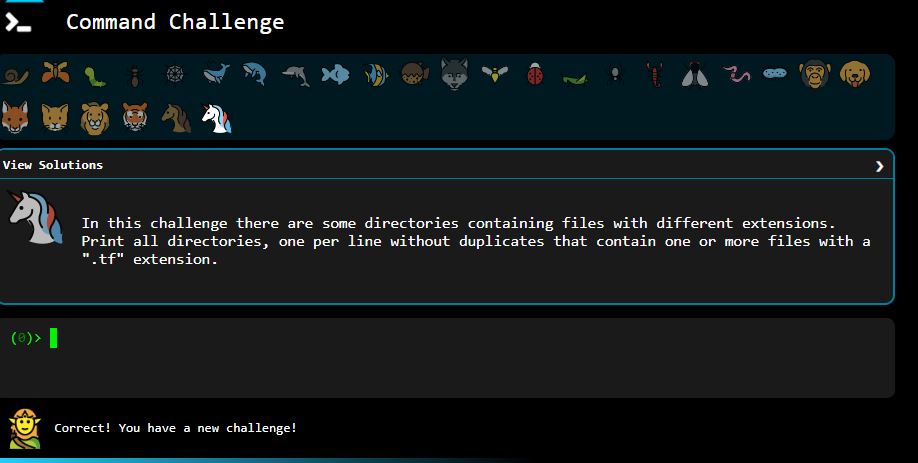 Command Challenge
View Solutions
In this challenge there are some directories containing files with different extensions.
Print all directories, one per line without duplicates that contain one or more files with a
".tf" extension.
(0)>
Correct! You have a new challenge!